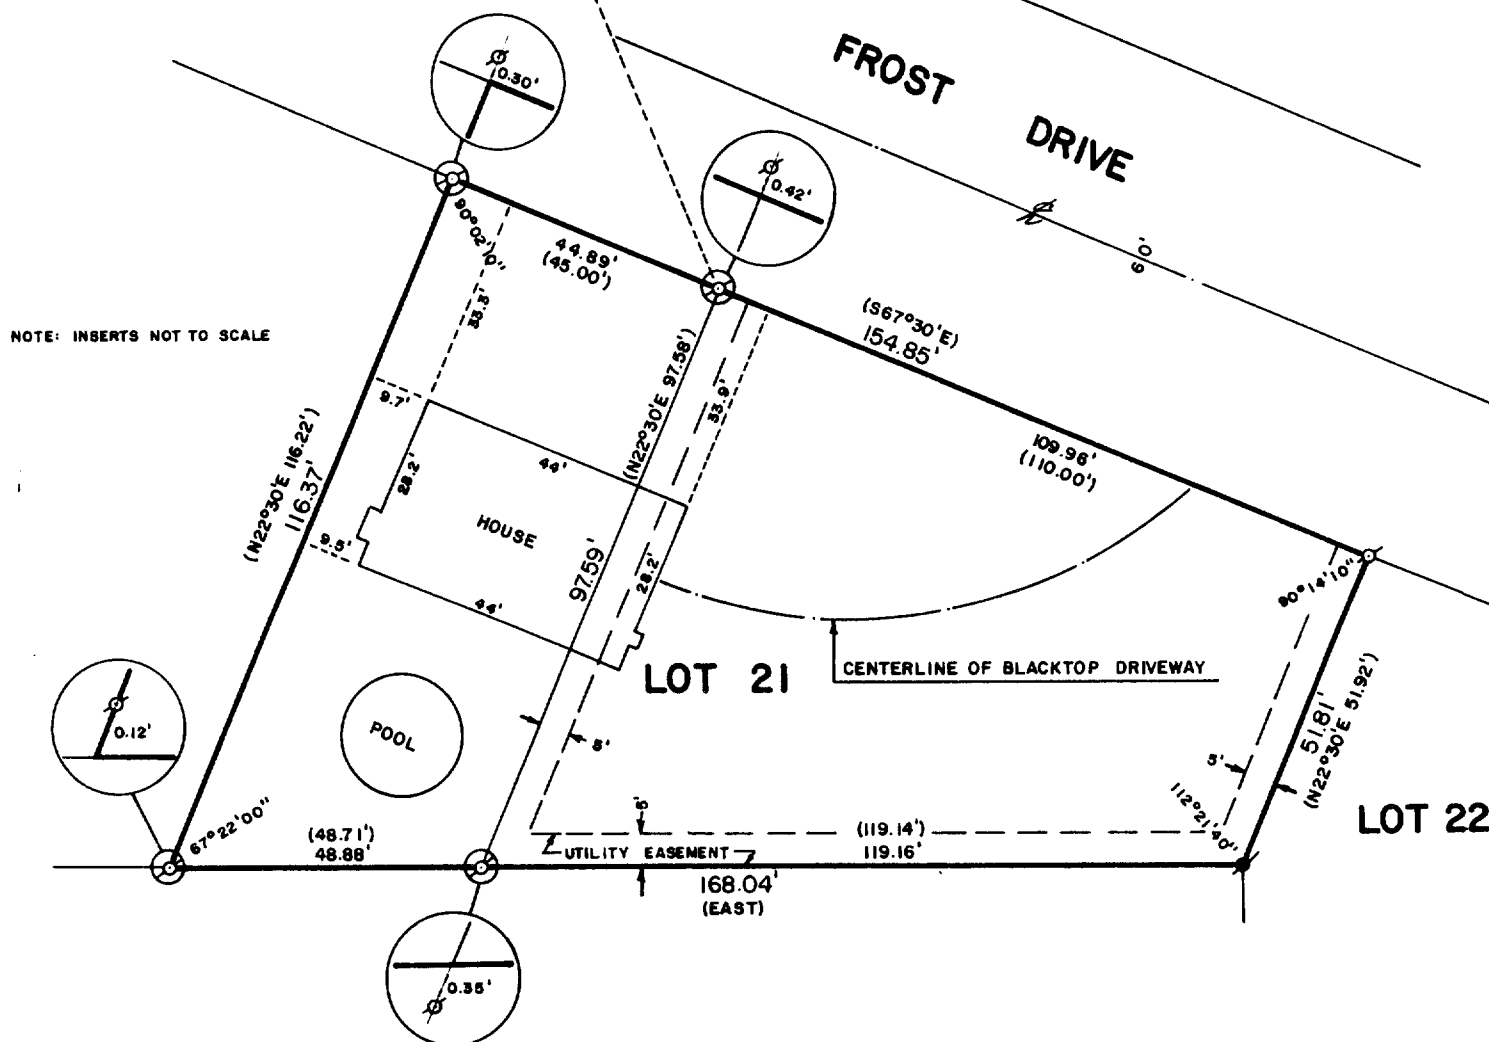 FROST DRIVE
60'
0.30'
0.42'
90°02'10"
44.89'
(45.00')
33.3'
NOTE: INSERTS NOT TO SCALE
(S67°30'E)
154.85'
(N22°30'E 97.58')
33.9'
9.7'
109.96'
(110.00')
(N22°30'E 116.22')
116.37'
28.2'
44'
HOUSE
9.5'
97.59'
28.2'
44'
90°14'10"
LOT 21
CENTERLINE OF BLACKTOP DRIVEWAY
0.12'
POOL
5'
5'
51.81'
(N22°30'E 51.92')
67°22'00"
112°21'40"
LOT 22
5'
(48.71')
48.88'
UTILITY EASEMENT
(119.14')
119.16'
168.04'
(EAST)
0.35'